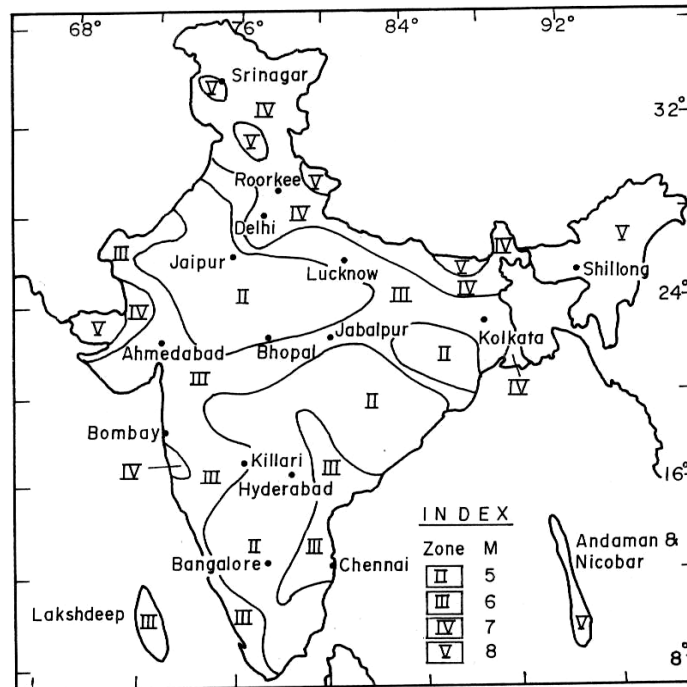 68° 76° 84° 92°
Srinagar
V
IV
32°
V
Roorkee
V
IV
Delhi
V
III
IV
Jaipur
Lucknow
V
Shillong
II
III
IV
24°
IV
V
Jabalpur
Kolkata
Ahmedabad
Bhopal
II
III
IV
II
Bombay
Killari
III
IV
III
16°
Hyderabad
INDEX
Zone M
II 5
III 6
IV 7
V 8
Andaman &
Nicobar
II
III
Bangalore
Chennai
Lakshdeep
III
III
V
8°